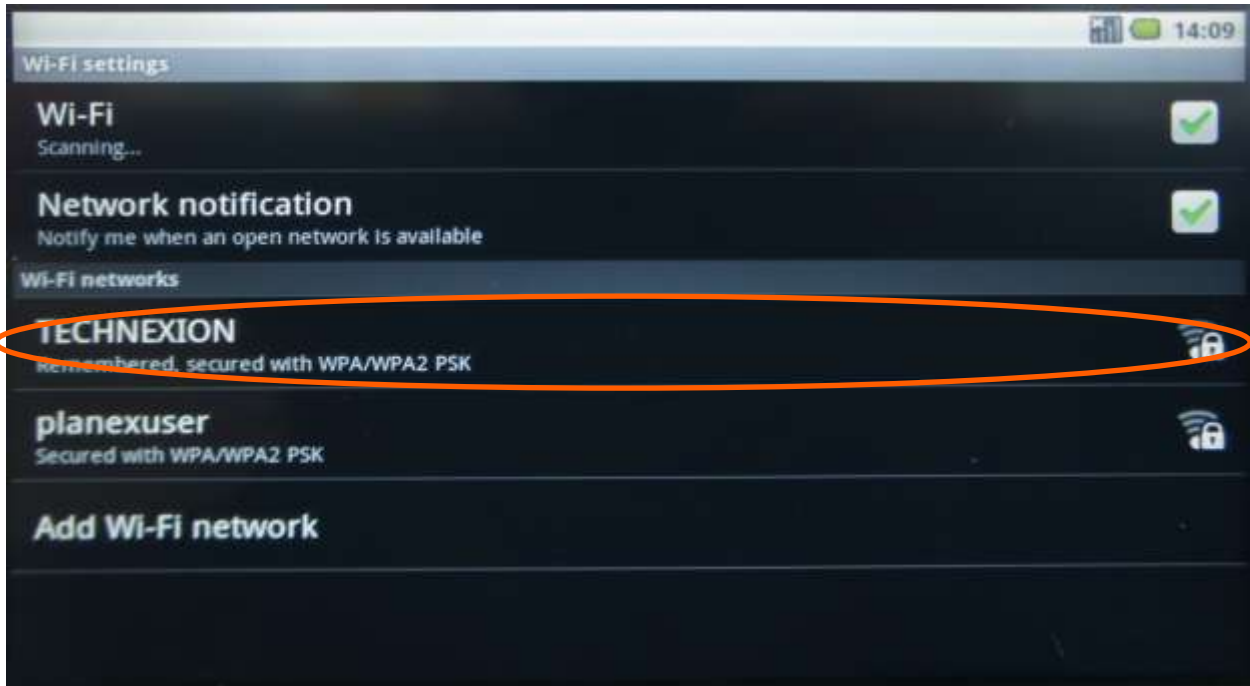 14:09
Wi-Fi settings
Wi-Fi
Scanning...
Network notification
Notify me when an open network is available
Wi-Fi networks
TECHNEXION
Remembered, secured with WPA/WPA2 PSK
planexuser
Secured with WPA/WPA2 PSK
Add Wi-Fi network